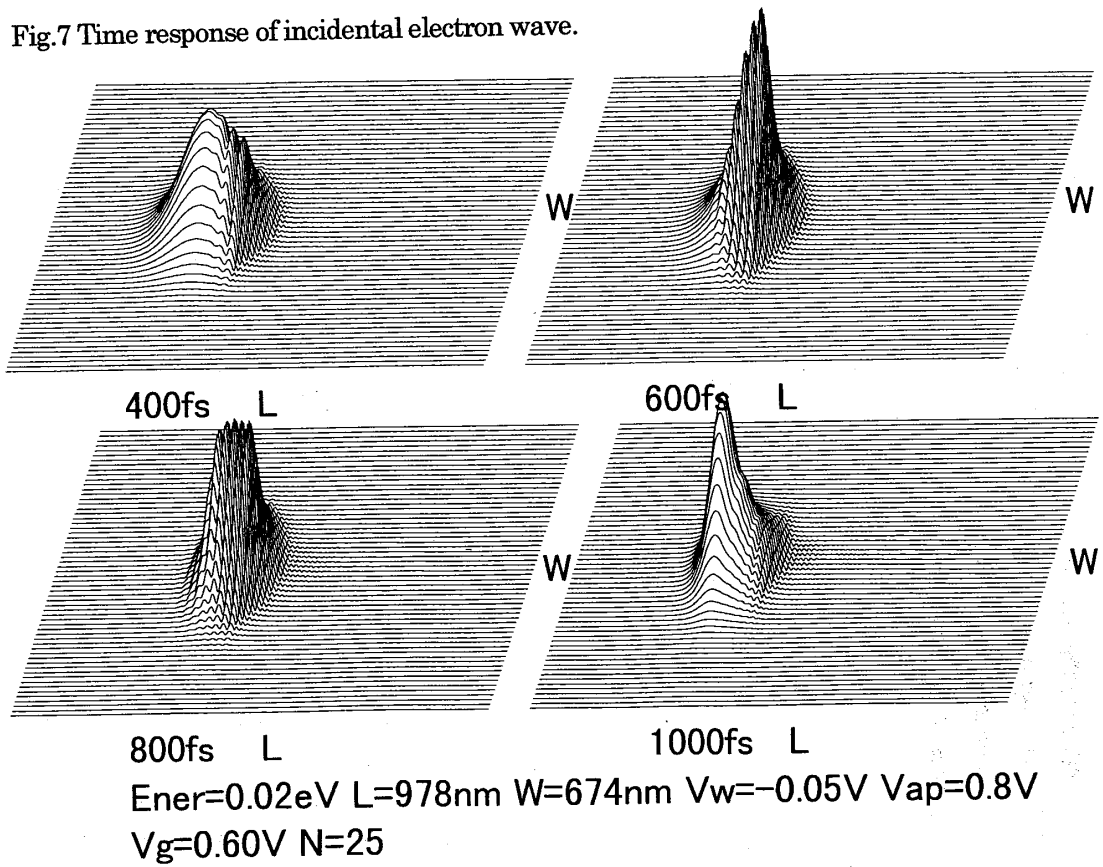 Fig.7 Time response of incidental electron wave.
W
W
400fs L
600fs L
W
W
800fs L
1000fs L
Ener=0.02eV L=978nm W=674nm Vw=-0.05V Vap=0.8V
Vg=0.60V N=25